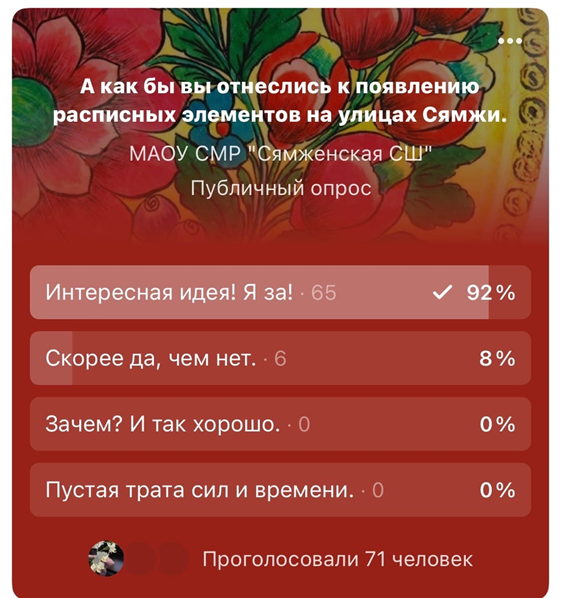 А как бы вы отнеслись к появлению
расписных элементов на улицах Сямжи.
МАОУ СМР "Сямженская СШ"
Публичный опрос
Интересная идея! Я за! · 65 92%
Скорее да, чем нет. · 6 8%
Зачем? И так хорошо. · 0 0%
Пустая трата сил и времени. · 0 0%
Проголосовали 71 человек